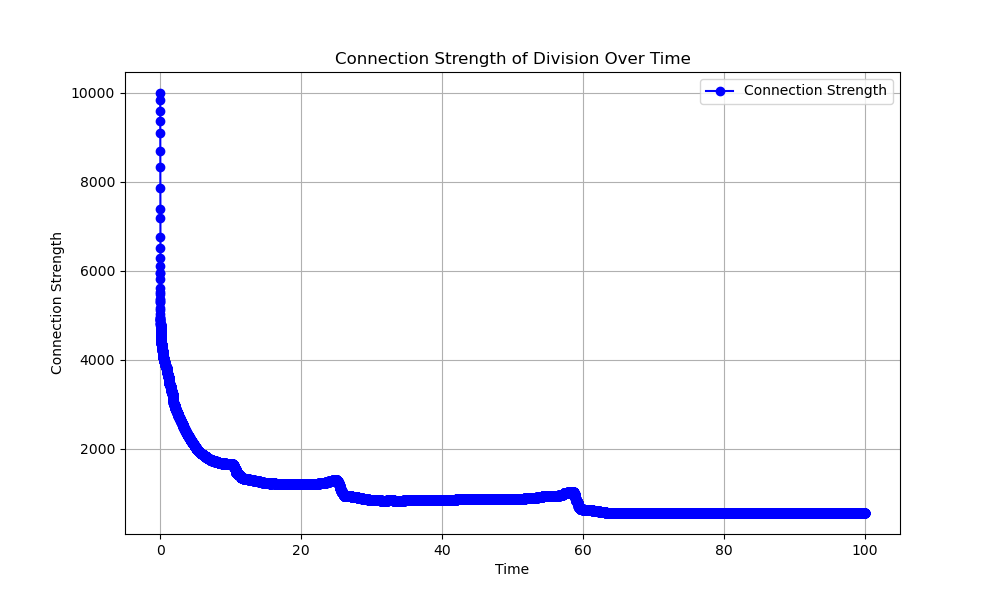 Connection Strength of Division Over Time
Connection Strength
10000
8000
6000
4000
2000
Connection Strength
0
20
40
60
80
100
Time